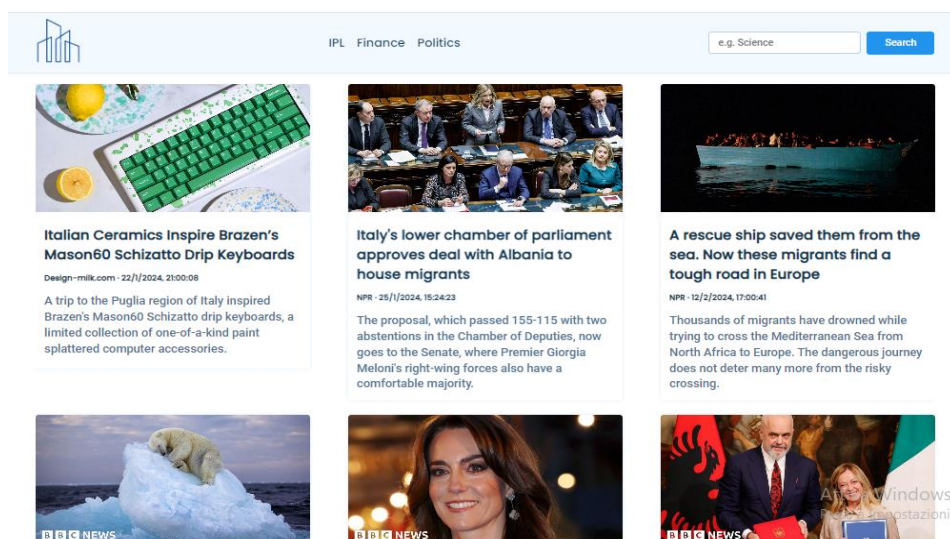 IPL Finance Politics
e.g. Science
Search
Italian Ceramics Inspire Brazen's
Mason60 Schizatto Drip Keyboards
Design-milk.com · 22/1/2024, 21:00:08
A trip to the Puglia region of Italy inspired
Brazen's Mason60 Schizatto drip keyboards, a
limited collection of one-of-a-kind paint
splattered computer accessories.
Italy's lower chamber of parliament
approves deal with Albania to
house migrants
NPR · 25/1/2024, 15:24:23
The proposal, which passed 155-115 with two
abstentions in the Chamber of Deputies, now
goes to the Senate, where Premier Giorgia
Meloni's right-wing forces also have a
comfortable majority.
A rescue ship saved them from the
sea. Now these migrants find a
tough road in Europe
NPR · 12/2/2024, 17:00:41
Thousands of migrants have drowned while
trying to cross the Mediterranean Sea from
North Africa to Europe. The dangerous journey
does not deter many more from the risky
crossing.
BBC NEWS
BBC NEWS
BBC NEWS
Windows